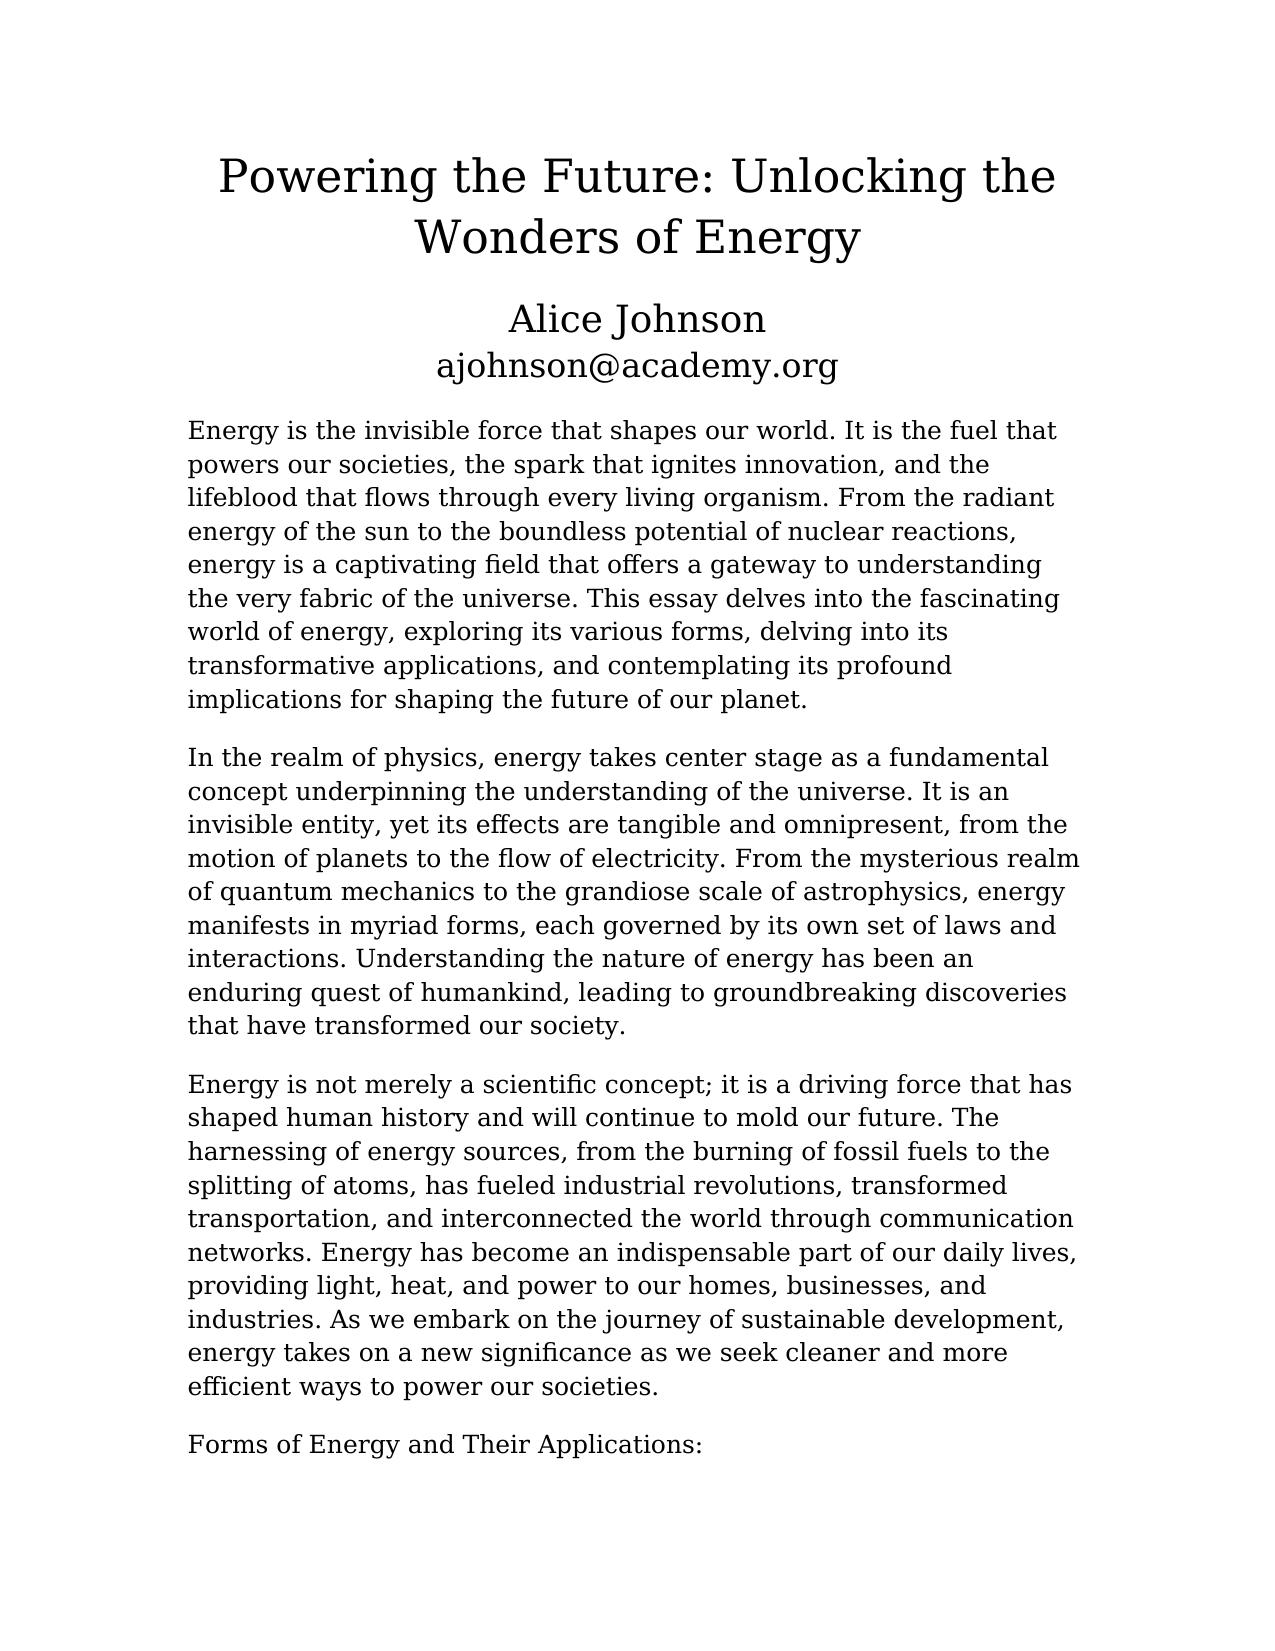 Powering the Future: Unlocking the
Wonders of Energy
Alice Johnson
ajohnson@academy.org
Energy is the invisible force that shapes our world. It is the fuel that
powers our societies, the spark that ignites innovation, and the
lifeblood that flows through every living organism. From the radiant
energy of the sun to the boundless potential of nuclear reactions,
energy is a captivating field that offers a gateway to understanding
the very fabric of the universe. This essay delves into the fascinating
world of energy, exploring its various forms, delving into its
transformative applications, and contemplating its profound
implications for shaping the future of our planet.
In the realm of physics, energy takes center stage as a fundamental
concept underpinning the understanding of the universe. It is an
invisible entity, yet its effects are tangible and omnipresent, from the
motion of planets to the flow of electricity. From the mysterious realm
of quantum mechanics to the grandiose scale of astrophysics, energy
manifests in myriad forms, each governed by its own set of laws and
interactions. Understanding the nature of energy has been an
enduring quest of humankind, leading to groundbreaking discoveries
that have transformed our society.
Energy is not merely a scientific concept; it is a driving force that has
shaped human history and will continue to mold our future. The
harnessing of energy sources, from the burning of fossil fuels to the
splitting of atoms, has fueled industrial revolutions, transformed
transportation, and interconnected the world through communication
networks. Energy has become an indispensable part of our daily lives,
providing light, heat, and power to our homes, businesses, and
industries. As we embark on the journey of sustainable development,
energy takes on a new significance as we seek cleaner and more
efficient ways to power our societies.
Forms of Energy and Their Applications: